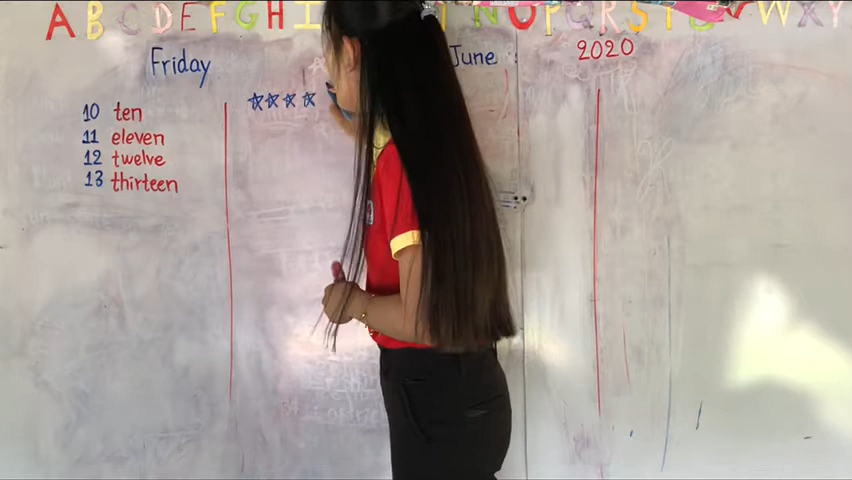 A B C D E F G H I N O P Q R S T W X Y
Friday June 2020
☆☆☆☆
10 ten
11 eleven
12 twelve
13 thirteen